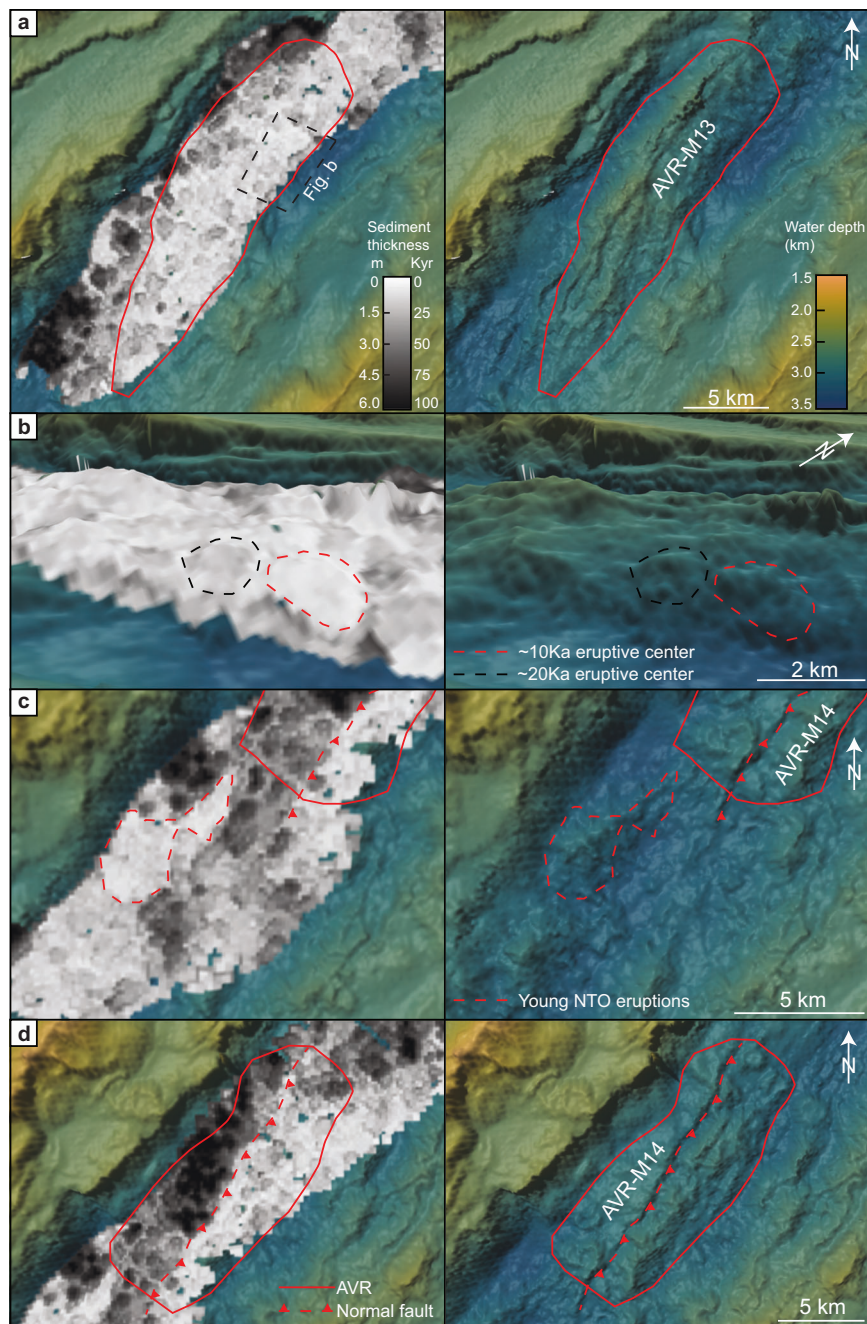 a
Fig. b
Sediment
thickness
m Kyr
0 0
1.5 25
3.0 50
4.5 75
6.0 100
N
AVR-M13
Water depth
(km)
1.5
2.0
2.5
3.0
3.5
5 km
b
N
~10Ka eruptive center
~20Ka eruptive center
2 km
c
N
AVR-M14
Young NTO eruptions
5 km
d
AVR
Normal fault
N
AVR-M14
5 km